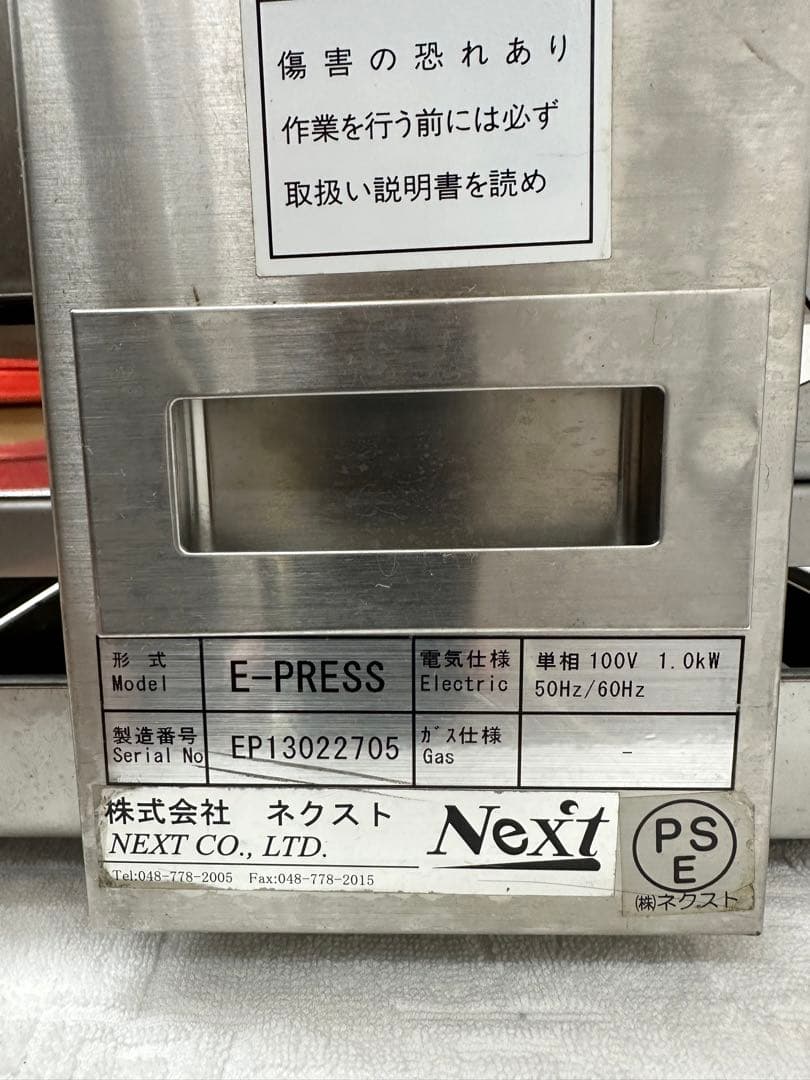 傷害の恐れあり
作業を行う前には必ず
取扱い説明書を読め
形式 Model E-PRESS 電気仕様 Electric 単相 100V 1.0kW 50Hz/60Hz
製造番号 Serial No EP13022705 ガス仕様 Gas -
株式会社 ネクスト
NEXT CO., LTD.
Tel:048-778-2005 Fax:048-778-2015
Next
PS
E
(株)ネクスト